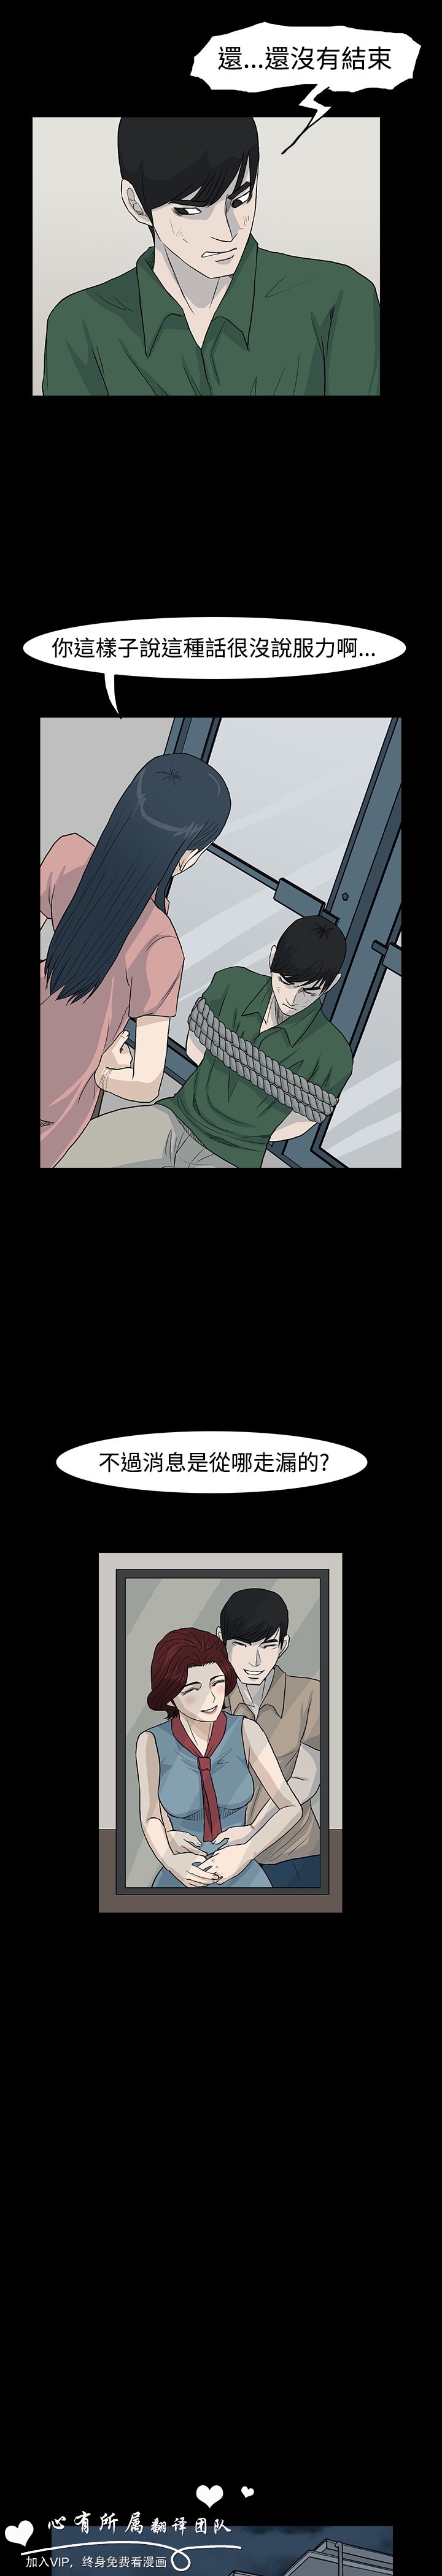 還...還沒有結束
你這樣子說這種話很沒說服力啊...
不過消息是從哪走漏的?
心有所属翻译团队
加入VIP，终身免费看漫画